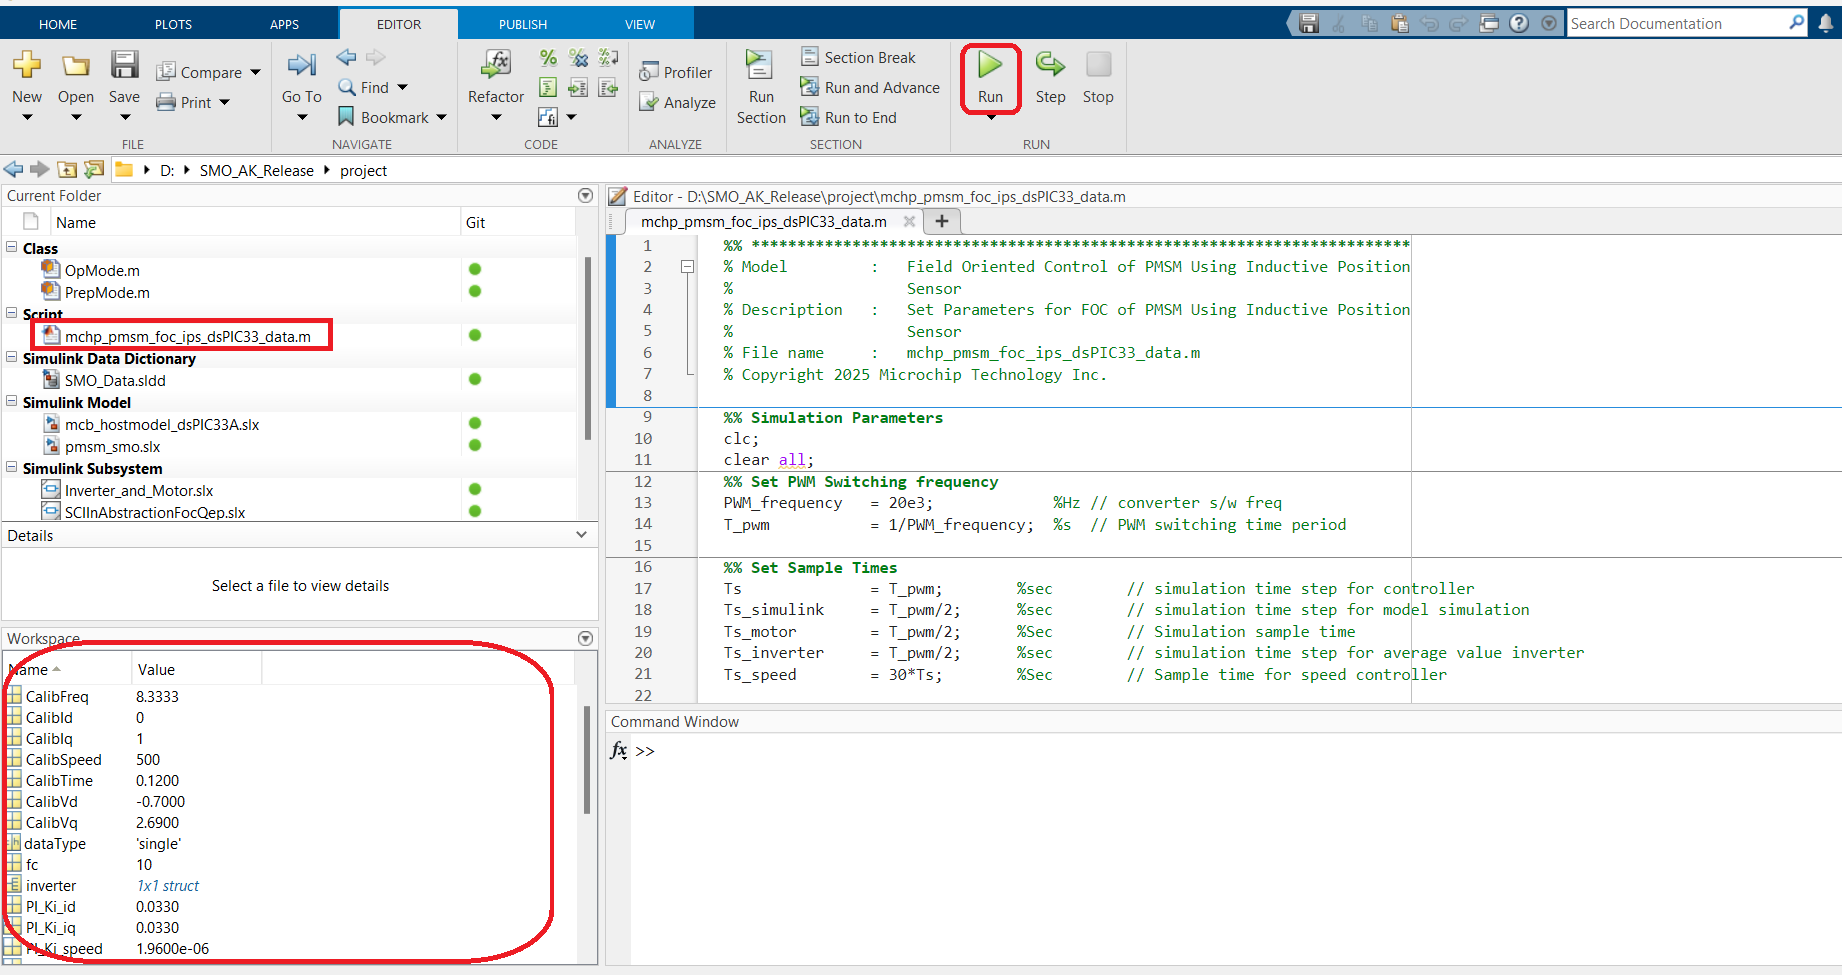 HOME PLOTS APPS EDITOR PUBLISH VIEW Search Documentation
New Open Save Compare Print
Go To Find Bookmark
Refactor
Profiler
Analyze
Run Section
Section Break
Run and Advance
Run to End
Run Step Stop
FILE NAVIGATE CODE ANALYZE SECTION RUN
D: SMO_AK_Release project
Current Folder
Name Git
Class
OpMode.m
PrepMode.m
Script
mchp_pmsm_foc_ips_dsPIC33_data.m
Simulink Data Dictionary
SMO_Data.sldd
Simulink Model
mcb_hostmodel_dsPIC33A.slx
pmsm_smo.slx
Simulink Subsystem
Inverter_and_Motor.slx
SCIInAbstractionFocQep.slx
Details
Select a file to view details
Workspace
Name Value
CalibFreq 8.3333
CalibId 0
CalibIq 1
CalibSpeed 500
CalibTime 0.1200
CalibVd -0.7000
CalibVq 2.6900
dataType 'single'
fc 10
inverter 1x1 struct
PI_Ki_id 0.0330
PI_Ki_iq 0.0330
PI_Ki_speed 1.9600e-06
Editor - D:\SMO_AK_Release\project\mchp_pmsm_foc_ips_dsPIC33_data.m
mchp_pmsm_foc_ips_dsPIC33_data.m
1 %% ************************************************************************
2 % Model : Field Oriented Control of PMSM Using Inductive Position
3 % Sensor
4 % Description : Set Parameters for FOC of PMSM Using Inductive Position
5 % Sensor
6 % File name : mchp_pmsm_foc_ips_dsPIC33_data.m
7 % Copyright 2025 Microchip Technology Inc.
8
9 %% Simulation Parameters
10 clc;
11 clear all;
12 %% Set PWM Switching frequency
13 PWM_frequency = 20e3; %Hz // converter s/w freq
14 T_pwm = 1/PWM_frequency; %s // PWM switching time period
15
16 %% Set Sample Times
17 Ts = T_pwm; %sec // simulation time step for controller
18 Ts_simulink = T_pwm/2; %sec // simulation time step for model simulation
19 Ts_motor = T_pwm/2; %Sec // Simulation sample time
20 Ts_inverter = T_pwm/2; %sec // simulation time step for average value inverter
21 Ts_speed = 30*Ts; %Sec // Sample time for speed controller
22
Command Window
fx >>